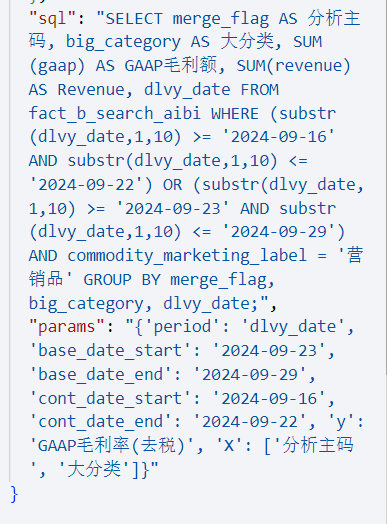 "sql": "SELECT merge_flag AS 分析主
码, big_category AS 大分类, SUM
(gaap) AS GAAP毛利额, SUM(revenue)
AS Revenue, dlvy_date FROM
fact_b_search_aibi WHERE (substr
(dlvy_date,1,10) >= '2024-09-16'
AND substr(dlvy_date,1,10) <=
'2024-09-22') OR (substr(dlvy_date,
1,10) >= '2024-09-23' AND substr
(dlvy_date,1,10) <= '2024-09-29')
AND commodity_marketing_label = '营
销品' GROUP BY merge_flag,
big_category, dlvy_date;",
"params": "{'period': 'dlvy_date',
'base_date_start': '2024-09-23',
'base_date_end': '2024-09-29',
'cont_date_start': '2024-09-16',
'cont_date_end': '2024-09-22', 'y':
'GAAP毛利率(去税)', 'X': ['分析主码
', '大分类']}"
}